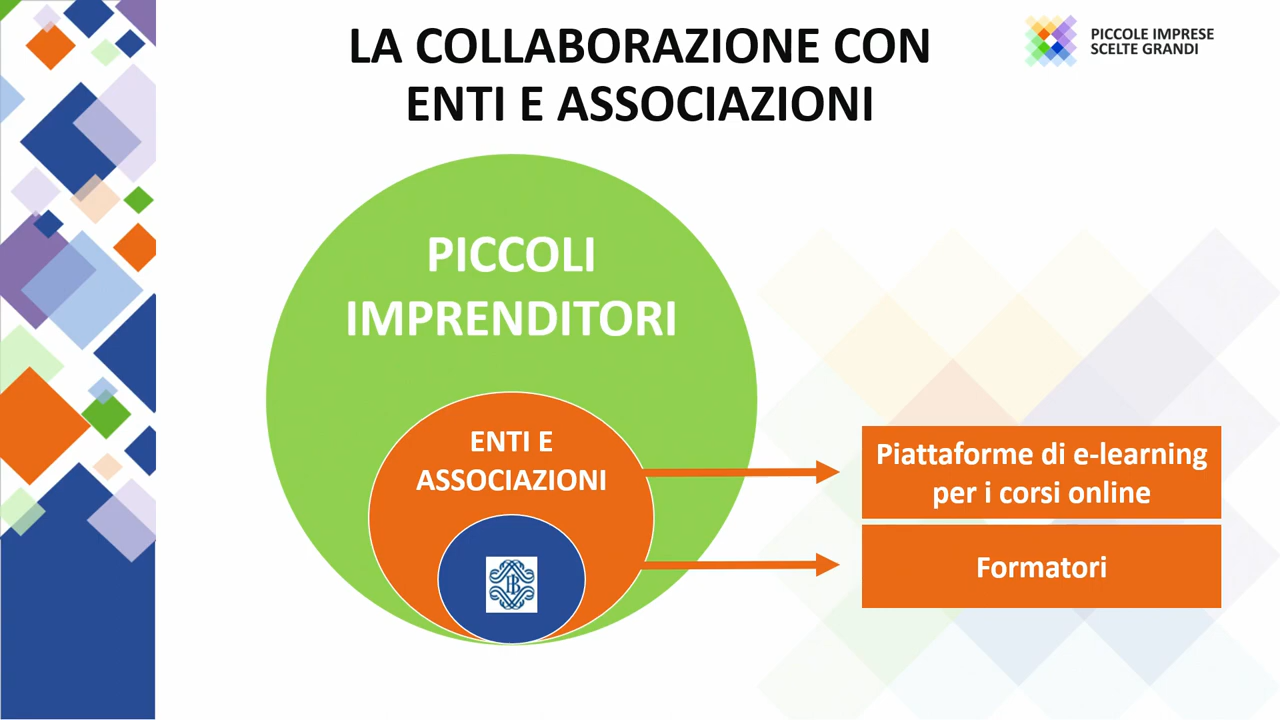 LA COLLABORAZIONE CON
ENTI E ASSOCIAZIONI
PICCOLE IMPRESE
SCELTE GRANDI
PICCOLI
IMPRENDITORI
ENTI E
ASSOCIAZIONI
Piattaforme di e-learning
per i corsi online
Formatori